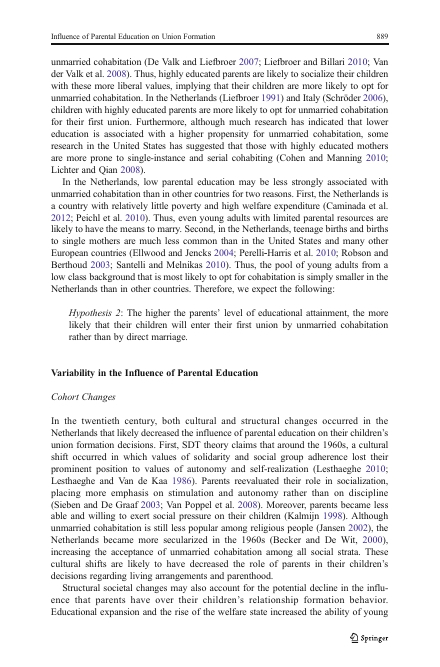 Influence of Parental Education on Union Formation 889
unmarried cohabitation (De Valk and Liefbroer 2007; Liefbroer and Billari 2010; Van
der Valk et al. 2008). Thus, highly educated parents are likely to socialize their children
with these more liberal values, implying that their children are more likely to opt for
unmarried cohabitation. In the Netherlands (Liefbroer 1991) and Italy (Schröder 2006),
children with highly educated parents are more likely to opt for unmarried cohabitation
for their first union. Furthermore, although much research has indicated that lower
education is associated with a higher propensity for unmarried cohabitation, some
research in the United States has suggested that those with highly educated mothers
are more prone to single-instance and serial cohabiting (Cohen and Manning 2010;
Lichter and Qian 2008).
In the Netherlands, low parental education may be less strongly associated with
unmarried cohabitation than in other countries for two reasons. First, the Netherlands is
a country with relatively little poverty and high welfare expenditure (Caminada et al.
2012; Peichl et al. 2010). Thus, even young adults with limited parental resources are
likely to have the means to marry. Second, in the Netherlands, teenage births and births
to single mothers are much less common than in the United States and many other
European countries (Ellwood and Jencks 2004; Perelli-Harris et al. 2010; Robson and
Berthoud 2003; Santelli and Melnikas 2010). Thus, the pool of young adults from a
low class background that is most likely to opt for cohabitation is simply smaller in the
Netherlands than in other countries. Therefore, we expect the following:
Hypothesis 2: The higher the parents' level of educational attainment, the more
likely that their children will enter their first union by unmarried cohabitation
rather than by direct marriage.
Variability in the Influence of Parental Education
Cohort Changes
In the twentieth century, both cultural and structural changes occurred in the
Netherlands that likely decreased the influence of parental education on their children's
union formation decisions. First, SDT theory claims that around the 1960s, a cultural
shift occurred in which values of solidarity and social group adherence lost their
prominent position to values of autonomy and self-realization (Lesthaeghe 2010;
Lesthaeghe and Van de Kaa 1986). Parents reevaluated their role in socialization,
placing more emphasis on stimulation and autonomy rather than on discipline
(Sieben and De Graaf 2003; Van Poppel et al. 2008). Moreover, parents became less
able and willing to exert social pressure on their children (Kalmijn 1998). Although
unmarried cohabitation is still less popular among religious people (Jansen 2002), the
Netherlands became more secularized in the 1960s (Becker and De Wit, 2000),
increasing the acceptance of unmarried cohabitation among all social strata. These
cultural shifts are likely to have decreased the role of parents in their children's
decisions regarding living arrangements and parenthood.
Structural societal changes may also account for the potential decline in the influ-
ence that parents have over their children's relationship formation behavior.
Educational expansion and the rise of the welfare state increased the ability of young
Springer